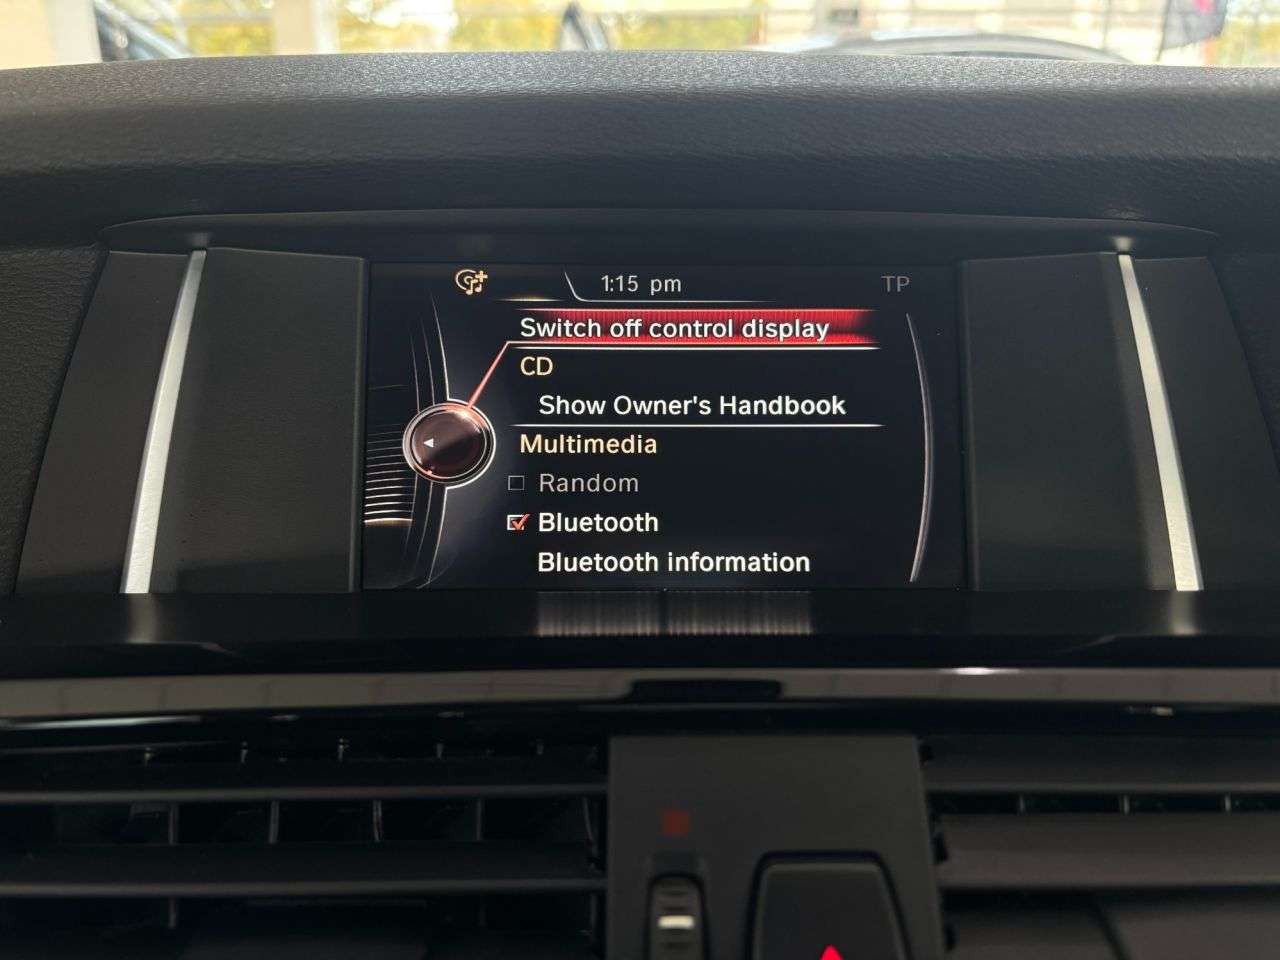 1:15 pm
TP
Switch off control display
CD
Show Owner's Handbook
Multimedia
Random
Bluetooth
Bluetooth information